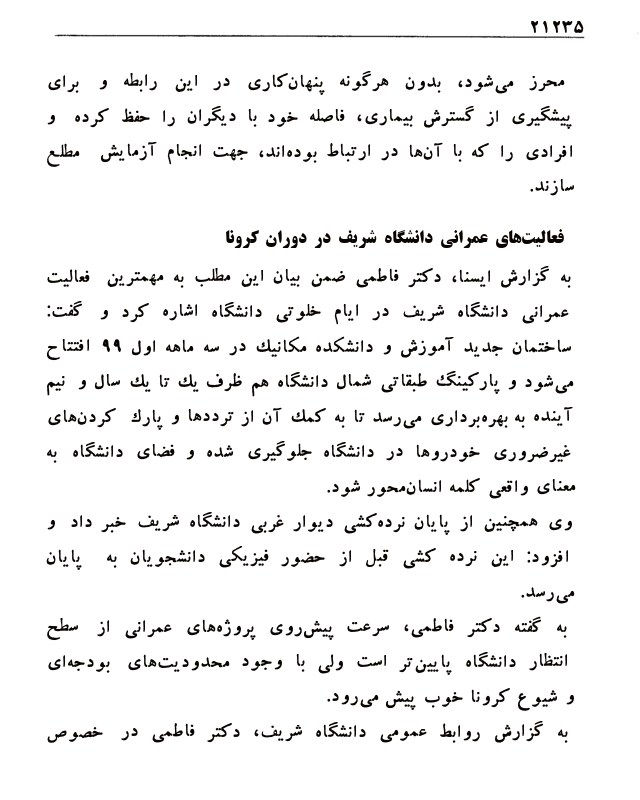 ۲۱۲۳۵
محرز می‌شود، بدون هرگونه پنهان‌کاری در این رابطه و برای
پیشگیری از گسترش بیماری، فاصله خود با دیگران را حفظ کرده و
افرادی را که با آن‌ها در ارتباط بوده‌اند، جهت انجام آزمایش مطلع
سازند.
فعالیت‌های عمرانی دانشگاه شریف در دوران کرونا
به گزارش ایسنا، دکتر فاطمی ضمن بیان این مطلب به مهمترین فعالیت
عمرانی دانشگاه شریف در ایام خلوتی دانشگاه اشاره کرد و گفت:
ساختمان جدید آموزش و دانشکده مکانیك در سه ماهه اول ۹۹ افتتاح
می‌شود و پارکینگ طبقاتی شمال دانشگاه هم ظرف یك تا یك سال و نیم
آینده به بهره‌برداری می‌رسد تا به کمك آن از ترددها و پارك کردن‌های
غیرضروری خودروها در دانشگاه جلوگیری شده و فضای دانشگاه به
معنای واقعی کلمه انسان‌محور شود.
وی همچنین از پایان نرده‌کشی دیوار غربی دانشگاه شریف خبر داد و
افزود: این نرده کشی قبل از حضور فیزیکی دانشجویان به پایان
می‌رسد.
به گفته دکتر فاطمی، سرعت پیش‌روی پروژه‌های عمرانی از سطح
انتظار دانشگاه پایین‌تر است ولی با وجود محدودیت‌های بودجه‌ای
و شیوع کرونا خوب پیش می‌رود.
به گزارش روابط عمومی دانشگاه شریف، دکتر فاطمی در خصوص